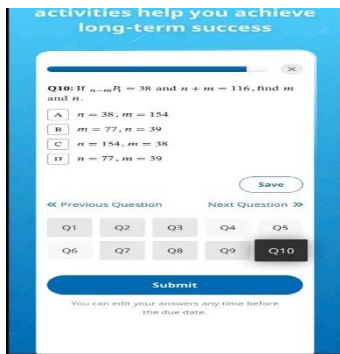 activities help you achieve
long-term success
Q10: If ₙ₋ₘP₁ = 38 and n + m = 116, find m
and n.
A n = 38, m = 154
B m = 77, n = 39
C n = 154, m = 38
D n = 77, m = 39
Save
« Previous Question Next Question »
Q1 Q2 Q3 Q4 Q5
Q6 Q7 Q8 Q9 Q10
Submit
You can edit your answers any time before
the due date.